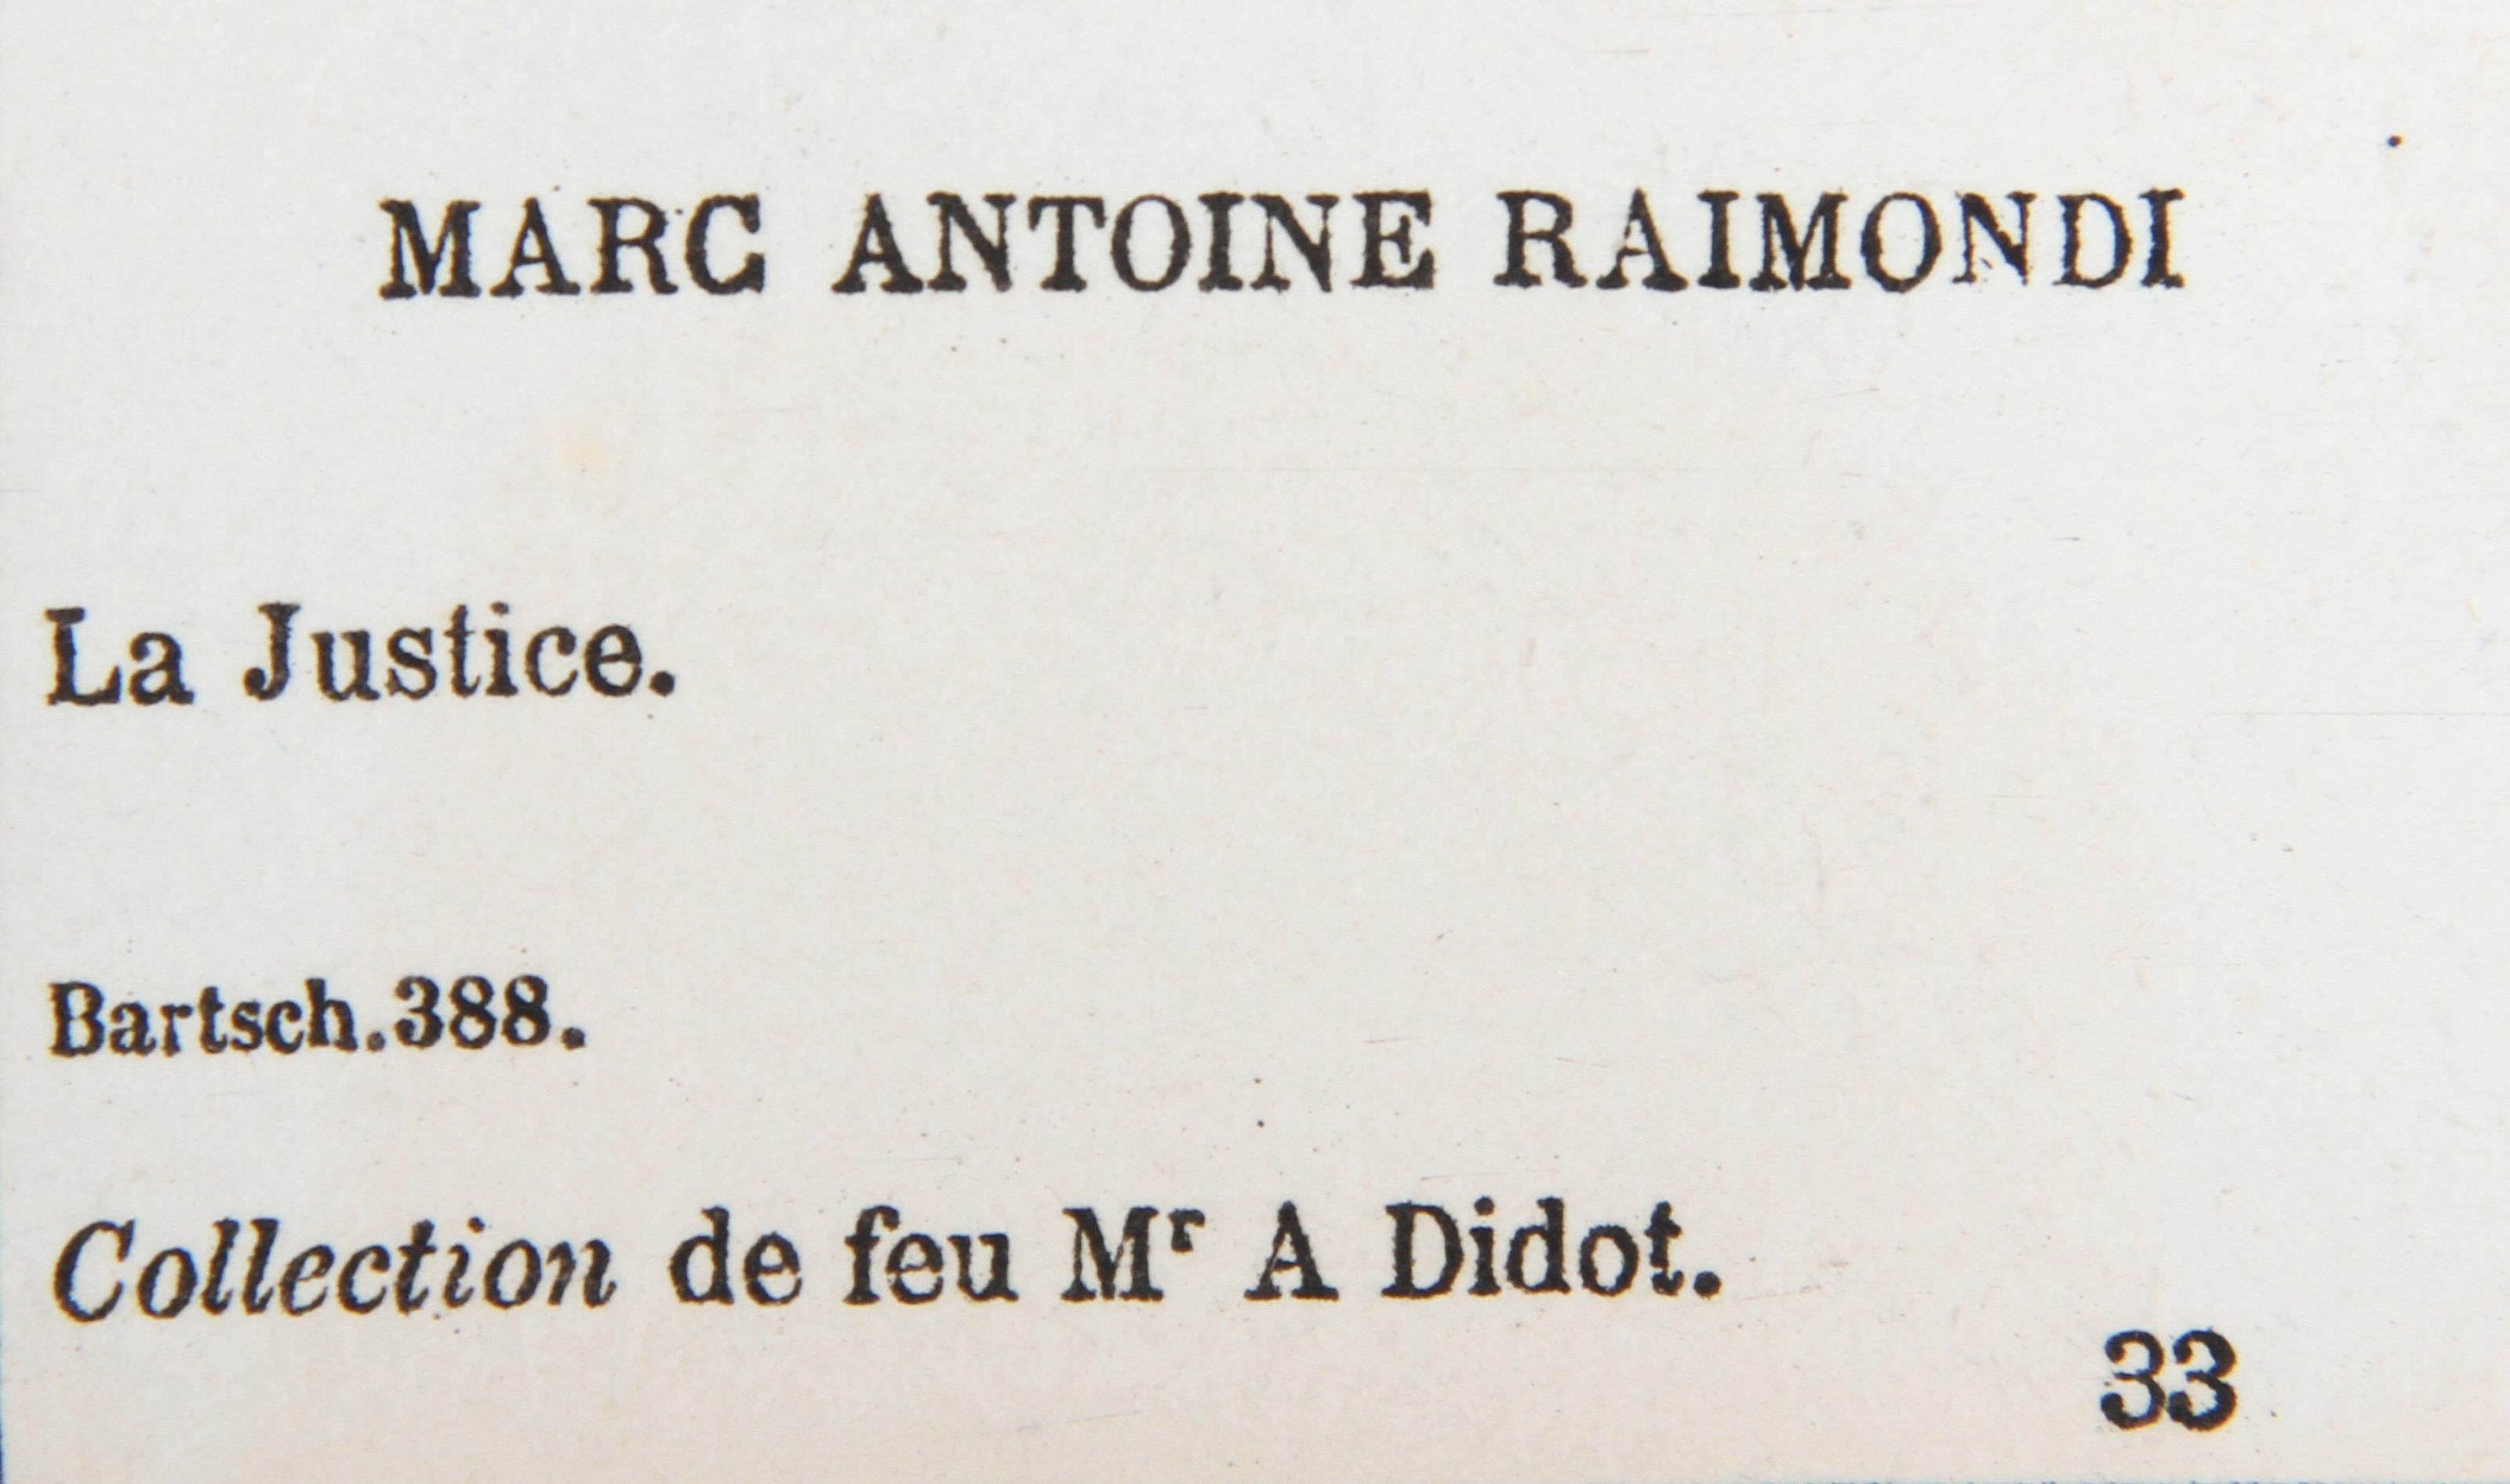 MARC ANTOINE RAIMONDI
La Justice.
Bartsch.388.
Collection de feu Mr A Didot.
33